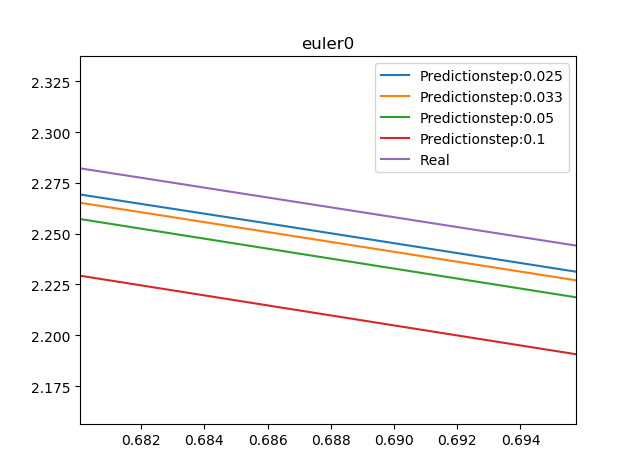 euler0
2.325
2.300
2.275
2.250
2.225
2.200
2.175
Predictionstep:0.025
Predictionstep:0.033
Predictionstep:0.05
Predictionstep:0.1
Real
0.682 0.684 0.686 0.688 0.690 0.692 0.694